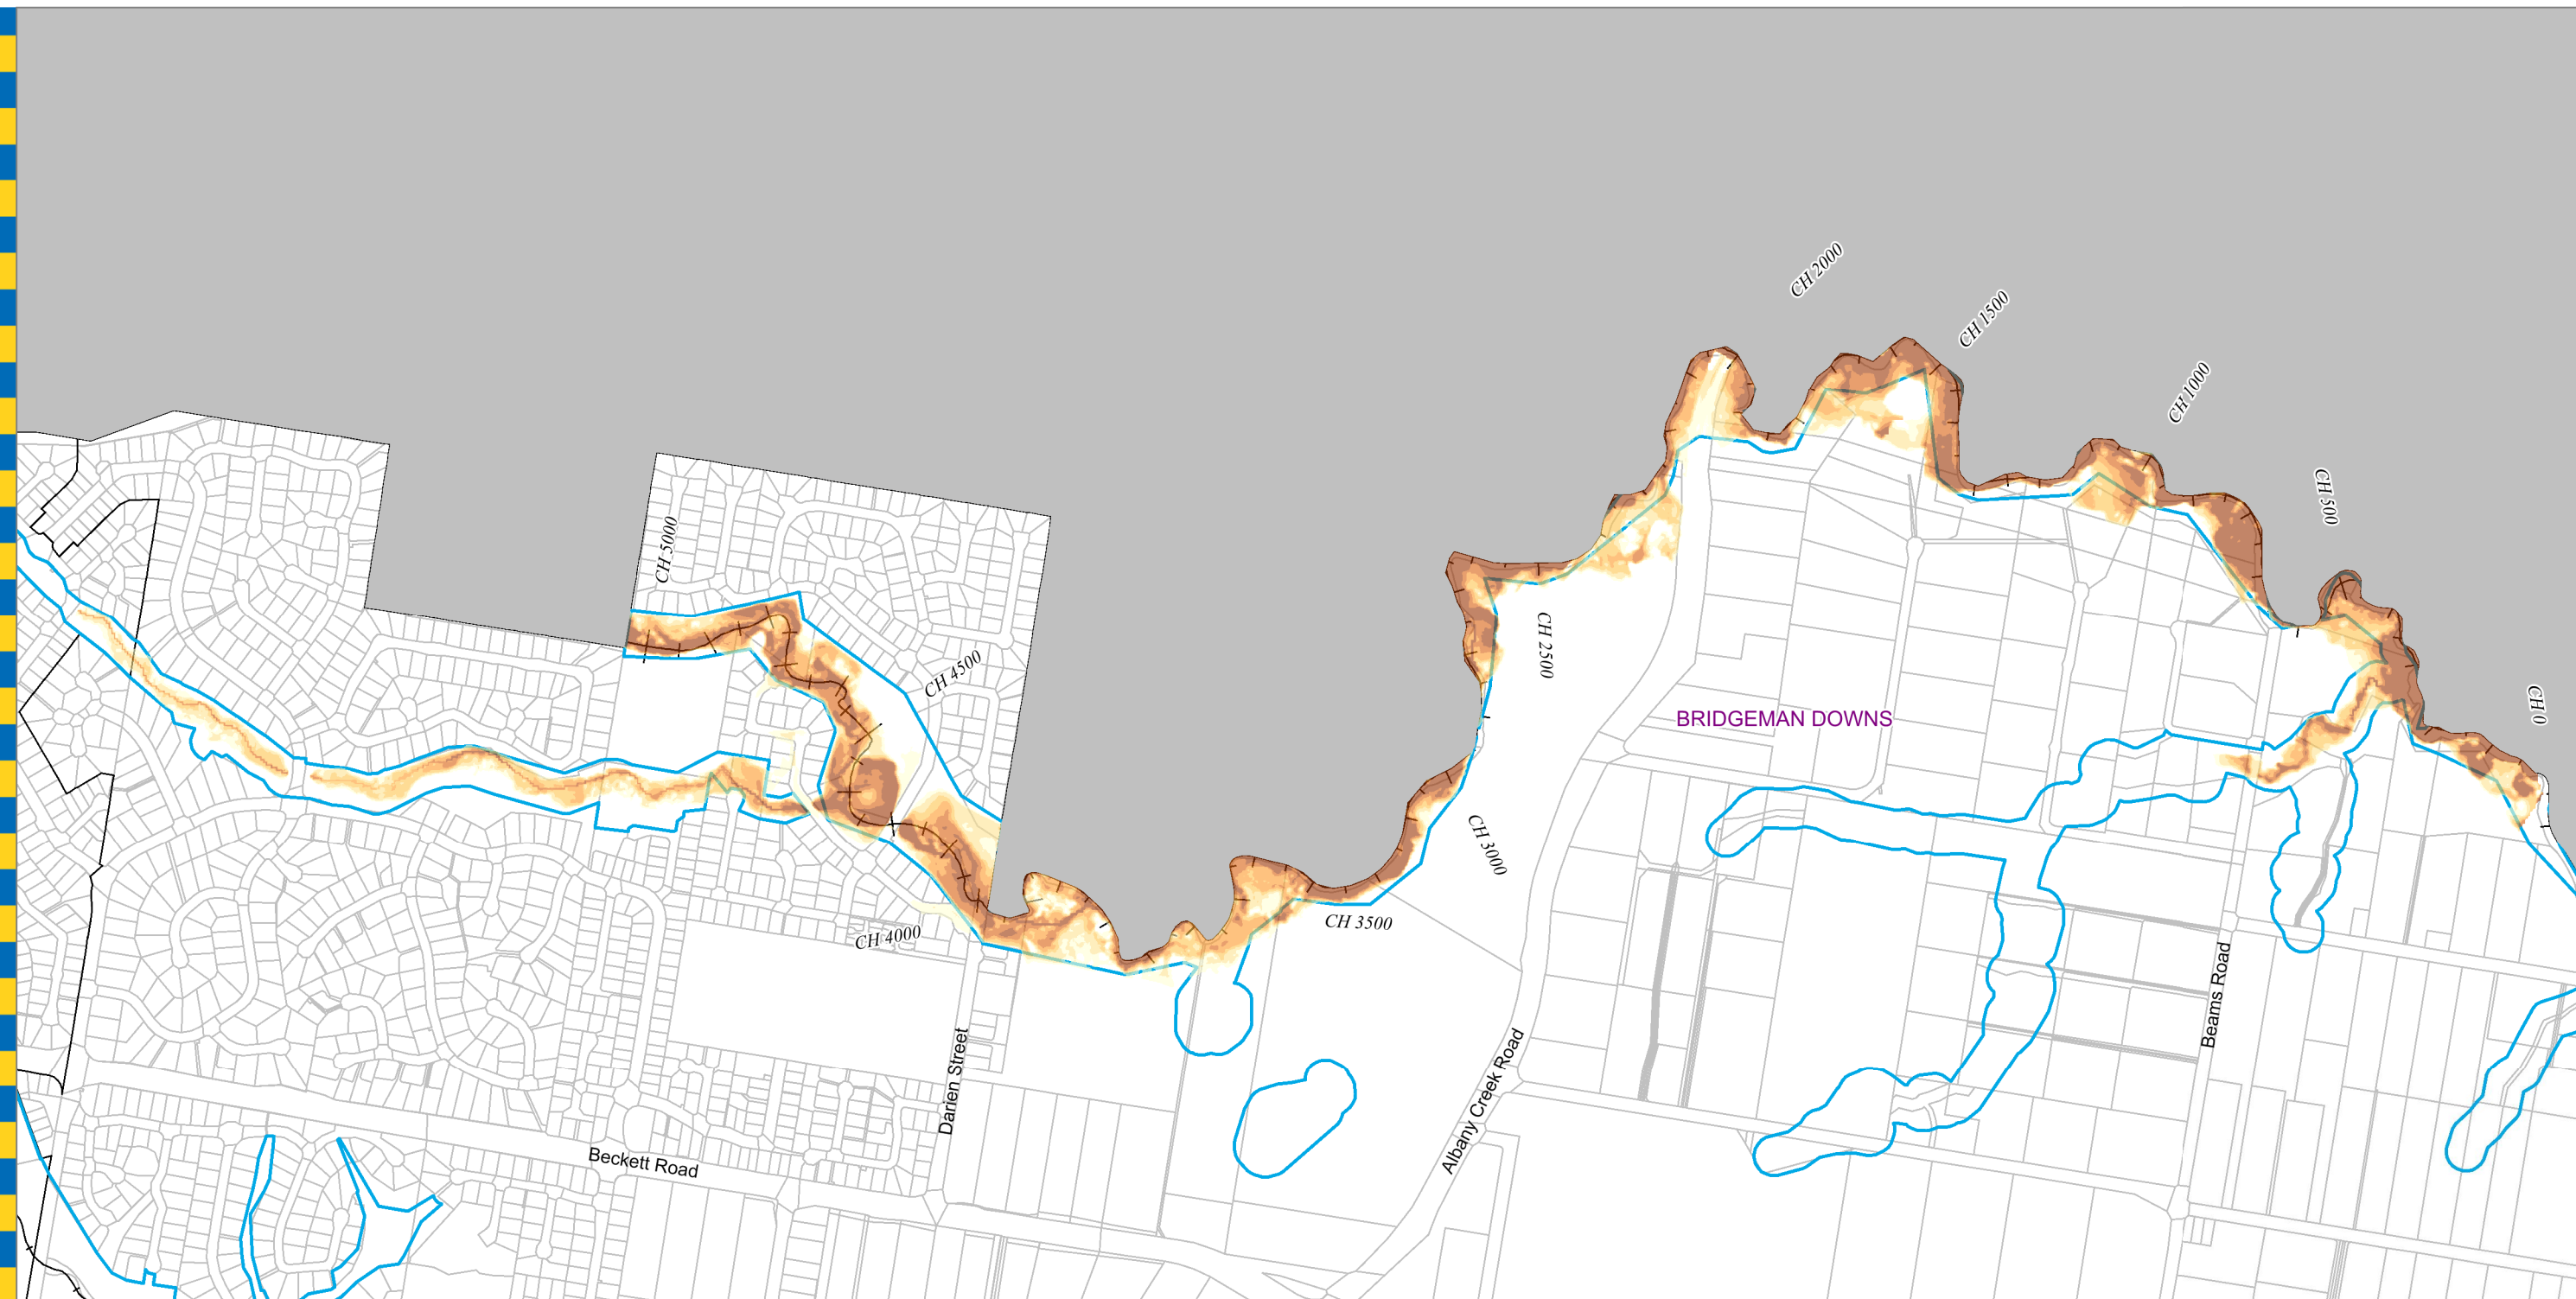 CH 2000
CH 1500
CH 1000
CH 500
CH 5000
CH 4500
CH 2500
CH 0
BRIDGEMAN DOWNS
CH 3000
CH 3500
CH 4000
Beams Road
Darien Street
Albany Creek Road
Beckett Road